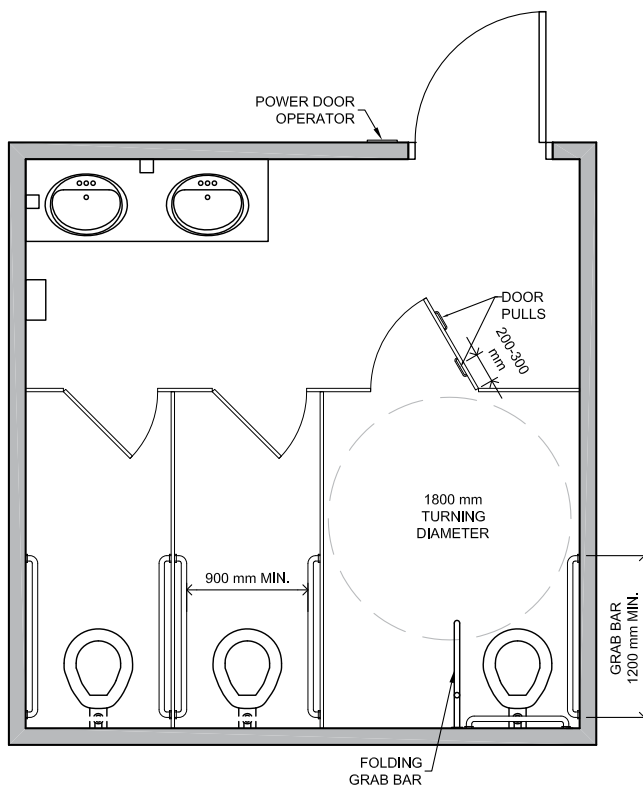 POWER DOOR
OPERATOR
DOOR
PULLS
200-300
mm
1800 mm
TURNING
DIAMETER
900 mm MIN.
GRAB BAR
1200 mm MIN.
FOLDING
GRAB BAR